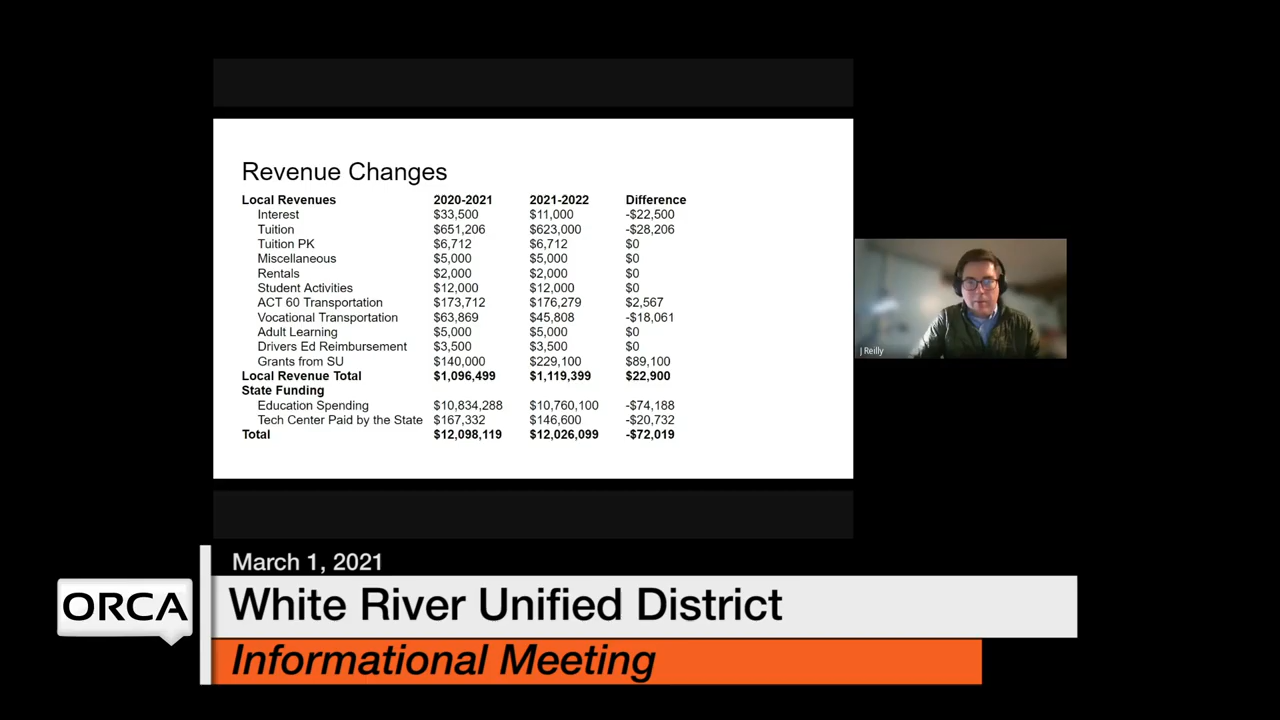 Revenue Changes
Local Revenues 2020-2021 2021-2022 Difference
Interest $33,500 $11,000 -$22,500
Tuition $651,206 $623,000 -$28,206
Tuition PK $6,712 $6,712 $0
Miscellaneous $5,000 $5,000 $0
Rentals $2,000 $2,000 $0
Student Activities $12,000 $12,000 $0
ACT 60 Transportation $173,712 $176,279 $2,567
Vocational Transportation $63,869 $45,808 -$18,061
Adult Learning $5,000 $5,000 $0
Drivers Ed Reimbursement $3,500 $3,500 $0
Grants from SU $140,000 $229,100 $89,100
Local Revenue Total $1,096,499 $1,119,399 $22,900
State Funding
Education Spending $10,834,288 $10,760,100 -$74,188
Tech Center Paid by the State $167,332 $146,600 -$20,732
Total $12,098,119 $12,026,099 -$72,019
J Reilly
March 1, 2021
ORCA
White River Unified District
Informational Meeting